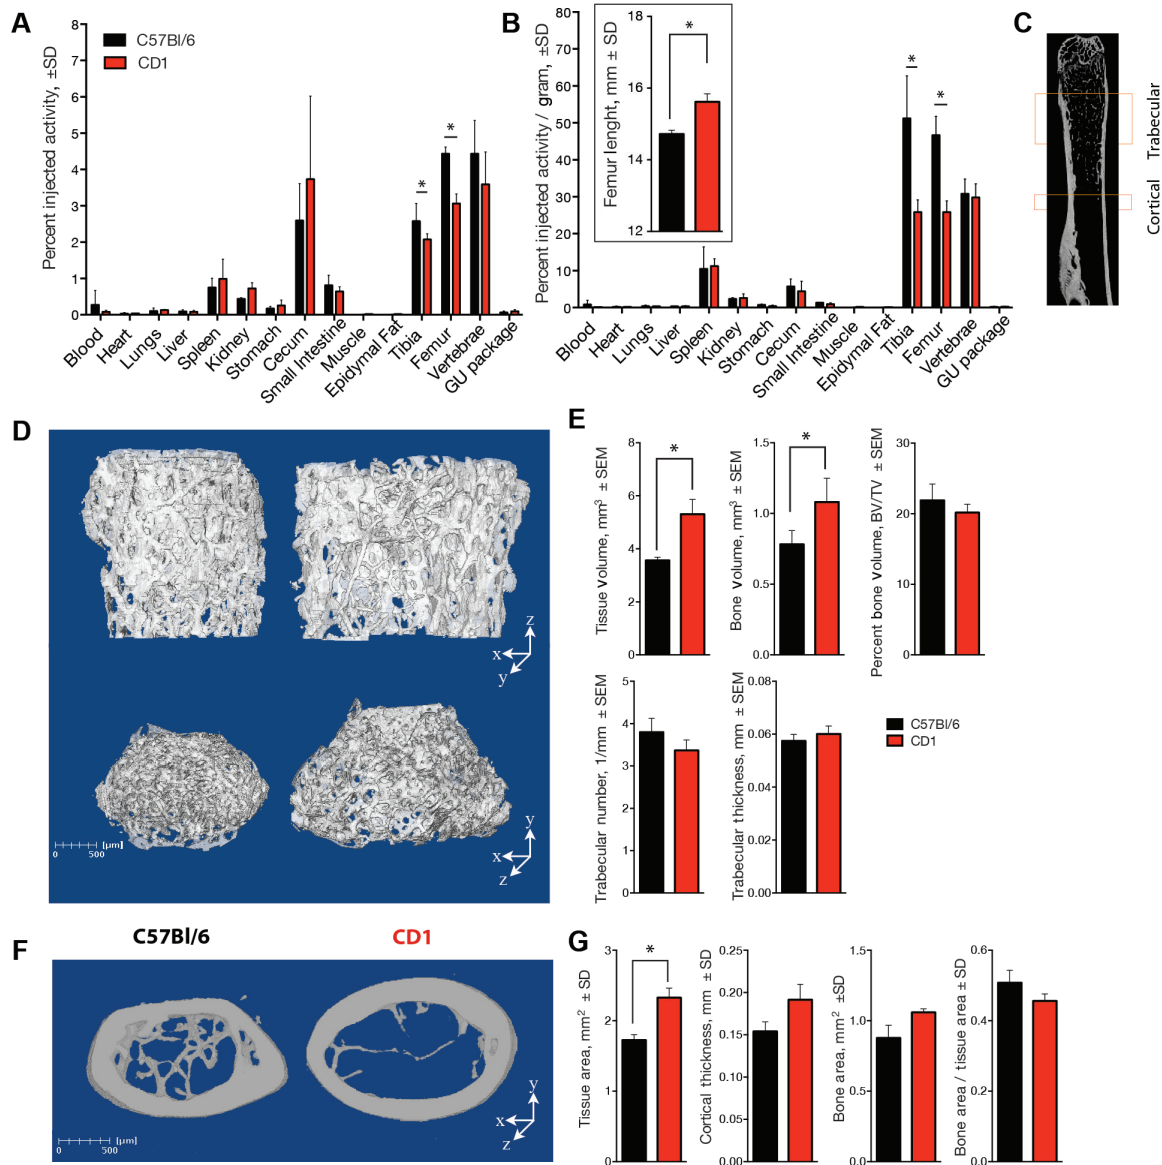 A
Percent injected activity, ±SD
8
7
6
5
4
3
2
1
0
C57Bl/6
CD1
*
*
Blood
Heart
Lungs
Liver
Spleen
Kidney
Stomach
Cecum
Small Intestine
Muscle
Epidymal Fat
Tibia
Femur
Vertebrae
GU package
B
Percent injected activity / gram, ±SD
80
70
60
50
40
30
20
10
0
Femur lenght, mm ± SD
18
16
14
12
*
*
*
Blood
Heart
Lungs
Liver
Spleen
Kidney
Stomach
Cecum
Small Intestine
Muscle
Epidymal Fat
Tibia
Femur
Vertebrae
GU package
C
Trabecular
Cortical
D
z
x
y
y
x
z
0 500 [µm]
E
Tissue volume, mm³ ± SEM
8
6
4
2
0
*
Bone volume, mm³ ± SEM
1.5
1.0
0.5
0.0
*
Percent bone volume, BV/TV ± SEM
30
20
10
0
Trabecular number, 1/mm ± SEM
5
4
3
2
1
0
Trabecular thickness, mm ± SEM
0.08
0.06
0.04
0.02
0.00
C57Bl/6
CD1
F
C57Bl/6
CD1
y
x
z
0 500 [µm]
G
Tissue area, mm² ± SD
3
2
1
0
*
Cortical thickness, mm ± SD
0.25
0.20
0.15
0.10
0.05
0.00
Bone area, mm² ±SD
1.5
1.0
0.5
0.0
Bone area / tissue area ± SD
0.6
0.4
0.2
0.0